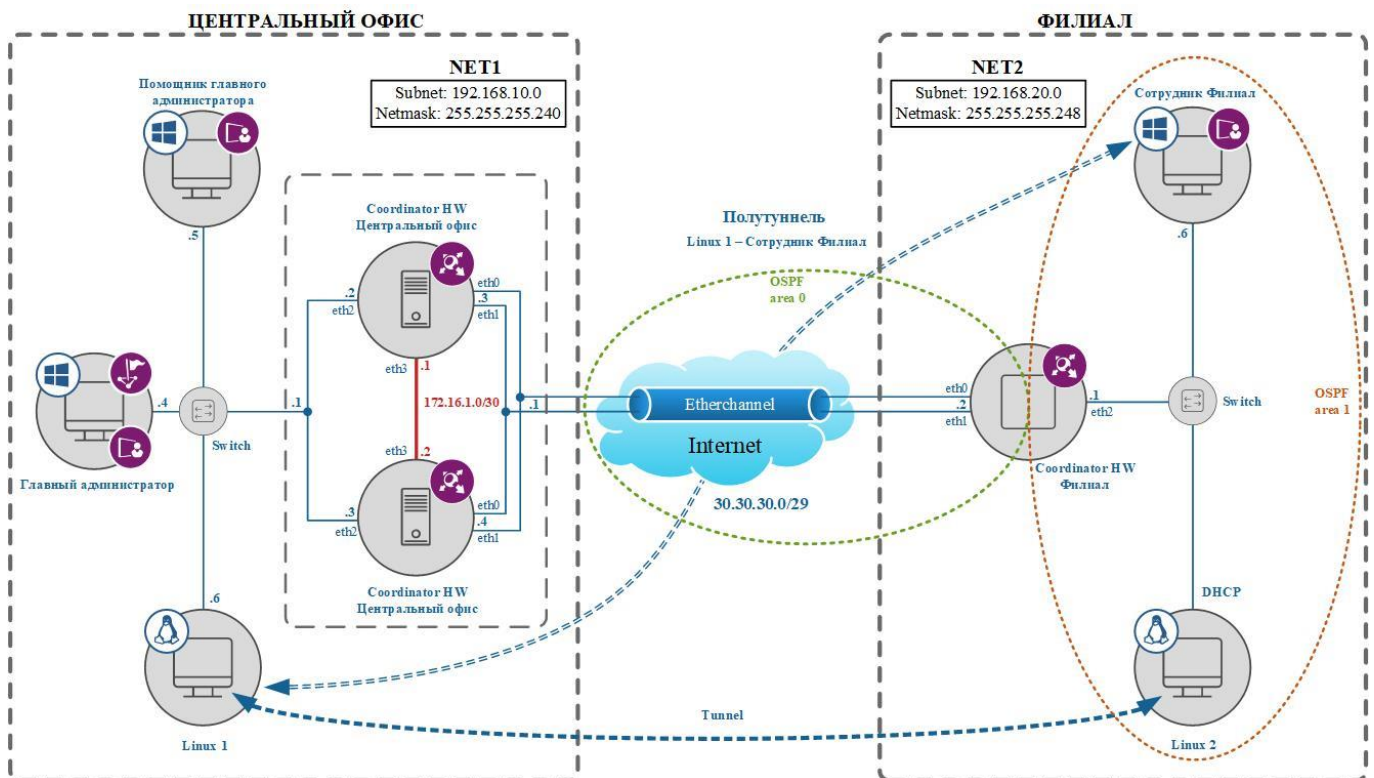 ЦЕНТРАЛЬНЫЙ ОФИС
NET1
Subnet: 192.168.10.0
Netmask: 255.255.255.240
Помощник главного
администратора
.5
Coordinator HW
Центральный офис
.2
eth2
eth0
.3
eth1
eth3
.1
172.16.1.0/30
.4
.1
.1
Switch
Главный администратор
eth3
.2
.3
eth2
eth0
.4
eth1
Coordinator HW
Центральный офис
.6
Linux 1
Полутуннель
Linux 1 – Сотрудник Филиал
OSPF
area 0
Etherchannel
Internet
30.30.30.0/29
Tunnel
ФИЛИАЛ
NET2
Subnet: 192.168.20.0
Netmask: 255.255.255.248
Сотрудник Филиал
.6
eth0
.2
eth1
.1
eth2
Switch
OSPF
area 1
Coordinator HW
Филиал
DHCP
Linux 2